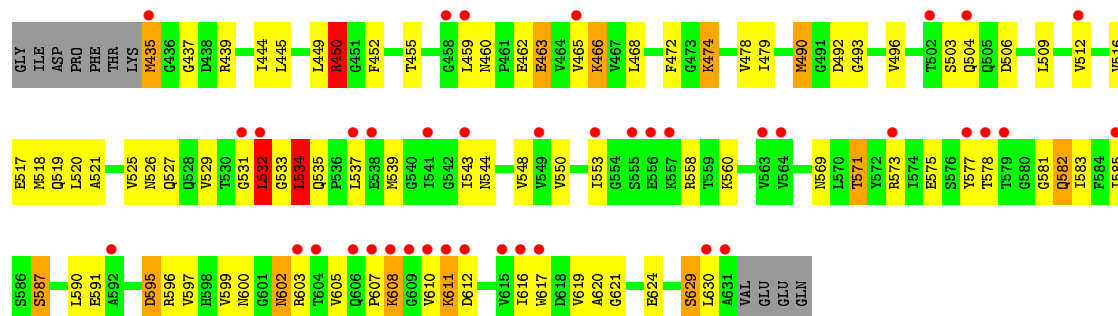 GLY ILE ASP PRO PHE THR LYS M435 G436 G437 D438 R439 I444 L445 L449 R450 G451 F452 T455 G458 L459 N460 P461 E462 E463 V464 V465 K466 V467 L468 F472 G473 K474 V478 I479 M490 G491 D492 G493 V496 T502 S503 Q504 Q505 D506 L509 V512 V516
E517 M518 Q519 L520 A521 V525 N526 Q527 Q528 V529 T530 G531 L532 G533 L534 Q535 P536 L537 E538 M539 G540 I541 G542 I543 N544 V548 V549 V550 I553 G554 S555 E556 K557 R558 T559 K560 V563 V564 N569 L570 T571 Y572 R573 I574 E575 S576 Y577 T578 T579 G580 G581 Q582 I583 F584 I585
S586 S587 L590 E591 A592 D595 R596 V597 H598 V599 N600 G601 N602 R603 T604 V605 Q606 P607 K608 G609 V610 K611 D612 V615 I616 W617 D618 V619 A620 G621 E624 S629 L630 A631 VAL GLU GLU GLN